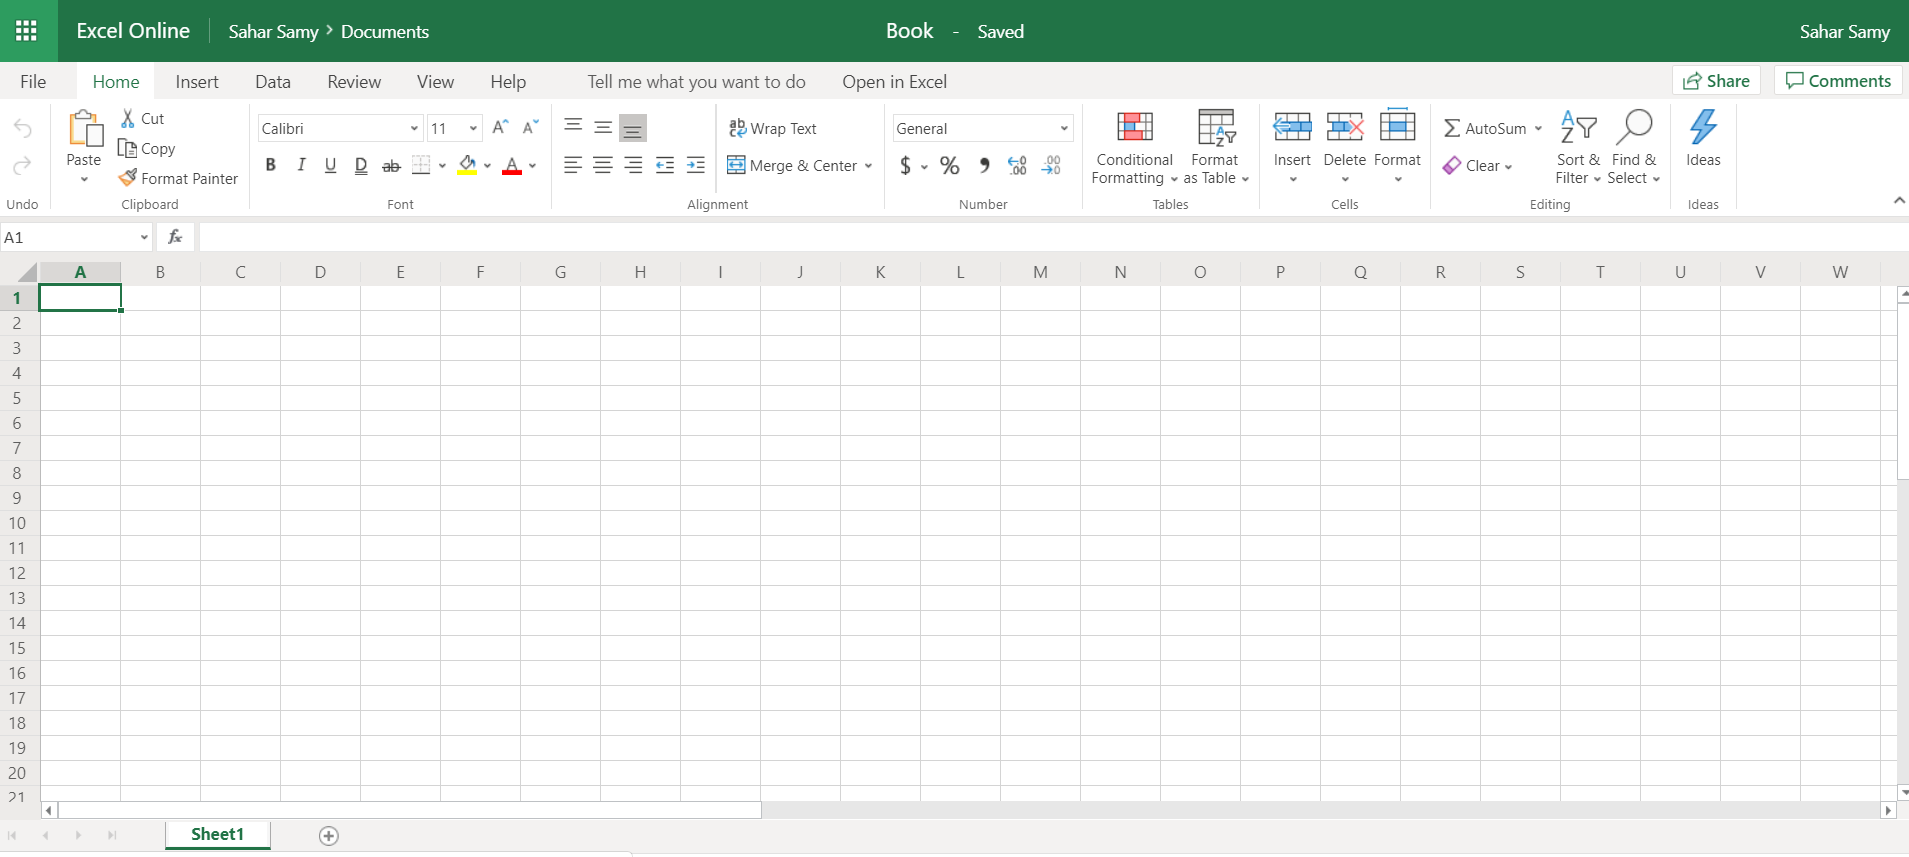 Excel Online Sahar Samy > Documents Book - Saved Sahar Samy
File Home Insert Data Review View Help Tell me what you want to do Open in Excel Share Comments
Cut
Copy
Format Painter
Paste
Undo
Clipboard
Calibri 11
B I U D ab
A
Font
ab Wrap Text
Merge & Center
Alignment
General
$ % , .00 .00
Number
Conditional Formatting
Format as Table
Tables
Insert Delete Format
Cells
AutoSum
Clear
Sort & Filter
Find & Select
Editing
Ideas
Ideas
A1 fx
A B C D E F G H I J K L M N O P Q R S T U V W
1
2
3
4
5
6
7
8
9
10
11
12
13
14
15
16
17
18
19
20
21
Sheet1